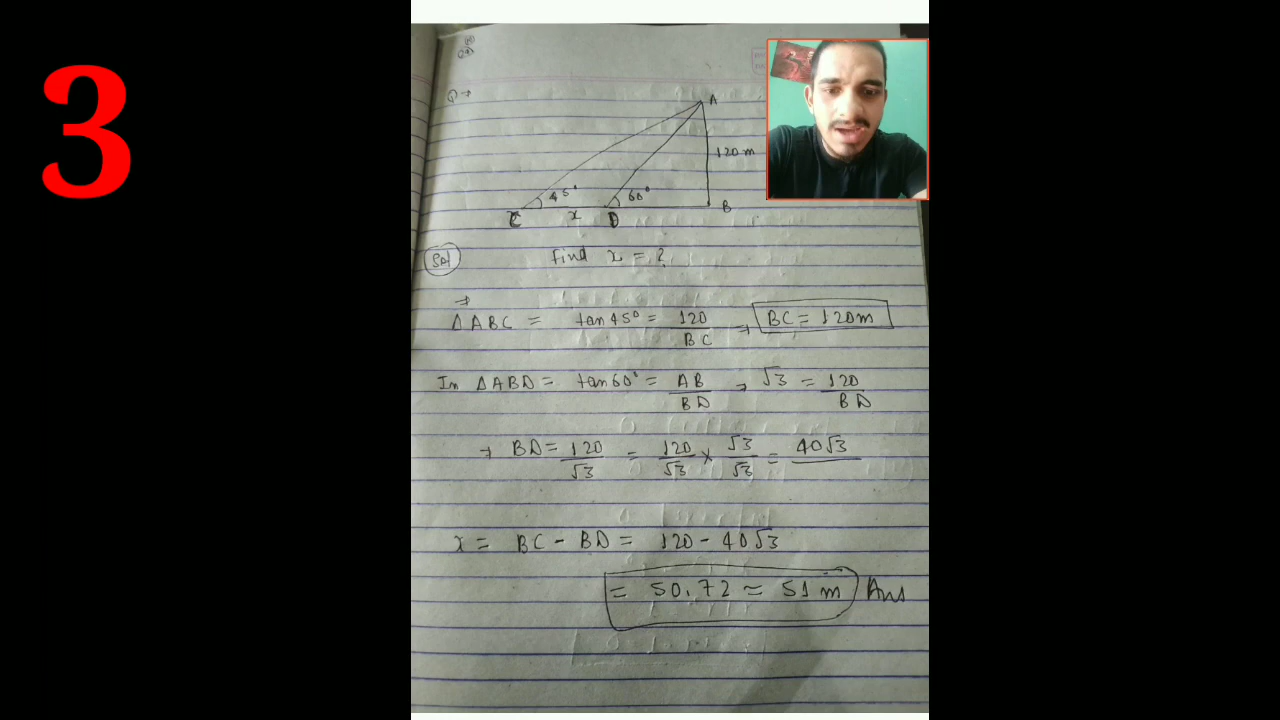 3
Q →
A
120 m
45°
60°
C
x
D
B
Sol
Find x = ?
⇒
Δ ABC = tan 45° = 120/BC ⇒ BC = 120m
In Δ ABD = tan 60° = AB/BD → √3 = 120/BD
→ BD = 120/√3 = 120/√3 × √3/√3 = 40√3
x = BC - BD = 120 - 40√3
= 50.72 ≈ 51 m Ans